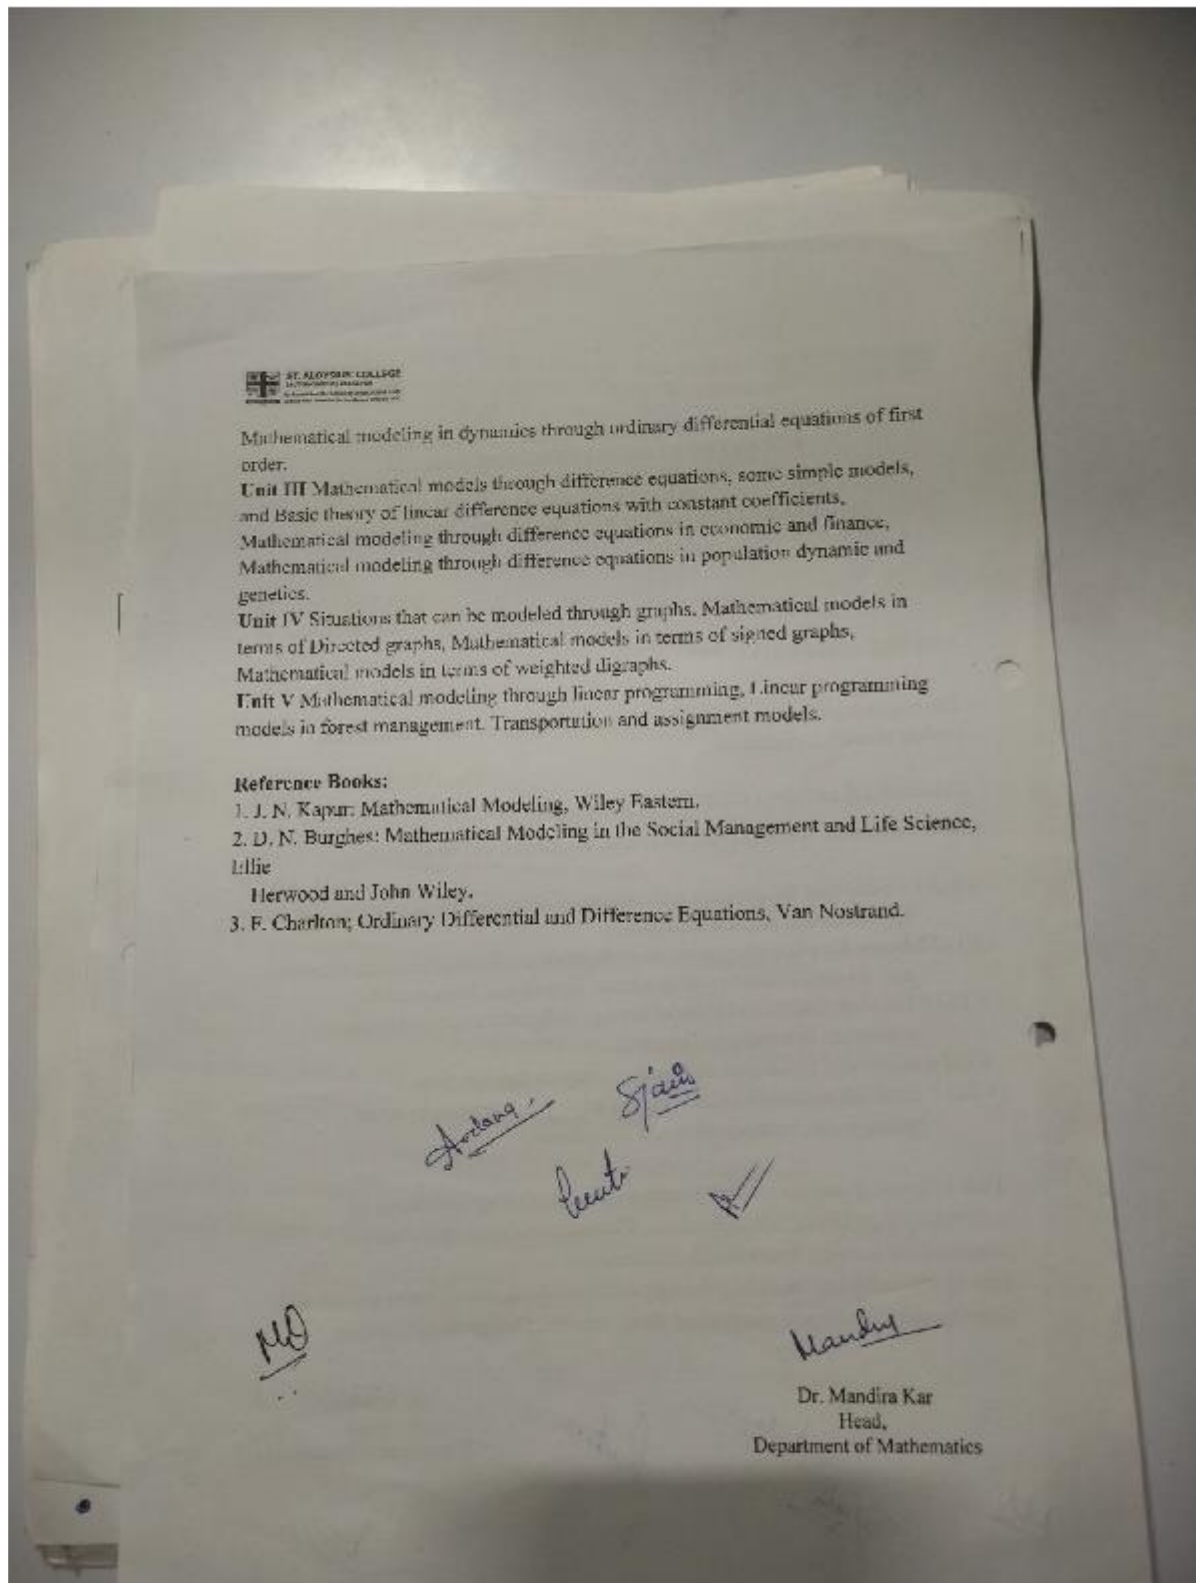 ST. ALOYSIUS COLLEGE
Mathematical modeling in dynamics through ordinary differential equations of first
order.
Unit III Mathematical models through difference equations, some simple models,
and Basic theory of linear difference equations with constant coefficients,
Mathematical modeling through difference equations in economic and finance,
Mathematical modeling through difference equations in population dynamic and
genetics.
Unit IV Situations that can be modeled through graphs. Mathematical models in
terms of Directed graphs, Mathematical models in terms of signed graphs,
Mathematical models in terms of weighted digraphs.
Unit V Mathematical modeling through linear programming, Linear programming
models in forest management. Transportation and assignment models.
Reference Books:
1. J. N. Kapur: Mathematical Modeling, Wiley Eastern.
2. D. N. Burghes: Mathematical Modeling in the Social Management and Life Science,
Ellie
Herwood and John Wiley.
3. F. Charlton; Ordinary Differential and Difference Equations, Van Nostrand.
Sjain
Dr. Mandira Kar
Head,
Department of Mathematics